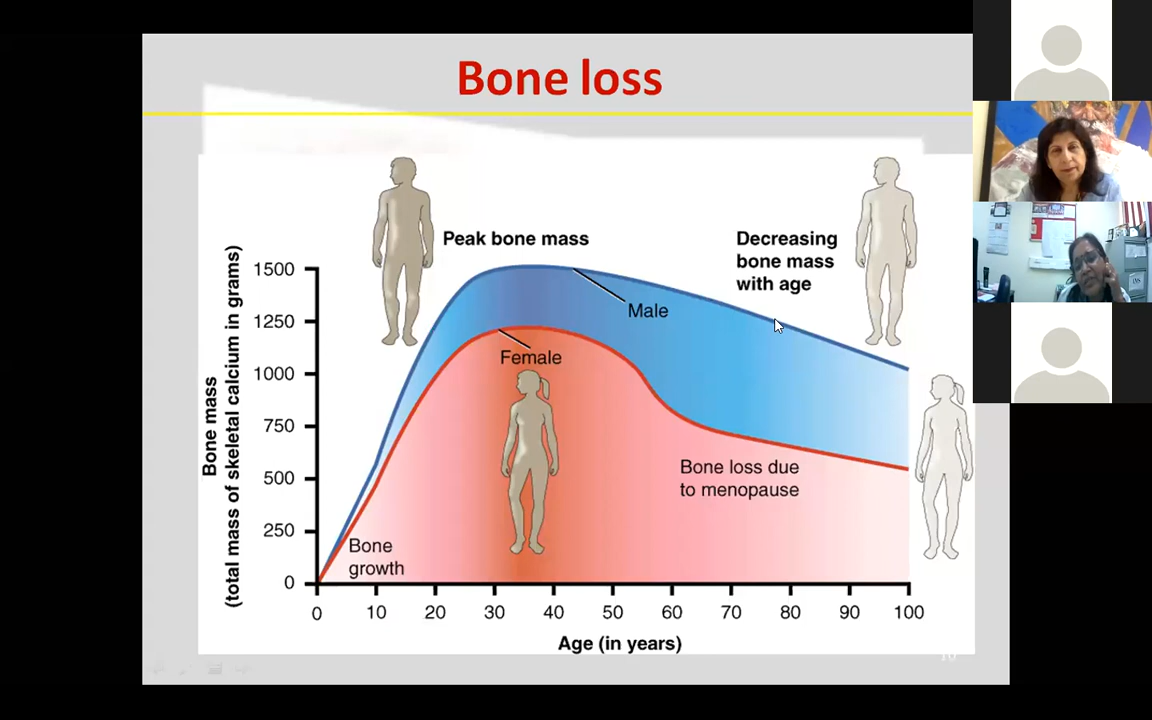 Bone loss
Peak bone mass
Decreasing
bone mass
with age
Male
Female
Bone loss due
to menopause
Bone
growth
Bone mass
(total mass of skeletal calcium in grams)
1500
1250
1000
750
500
250
0
0 10 20 30 40 50 60 70 80 90 100
Age (in years)
10